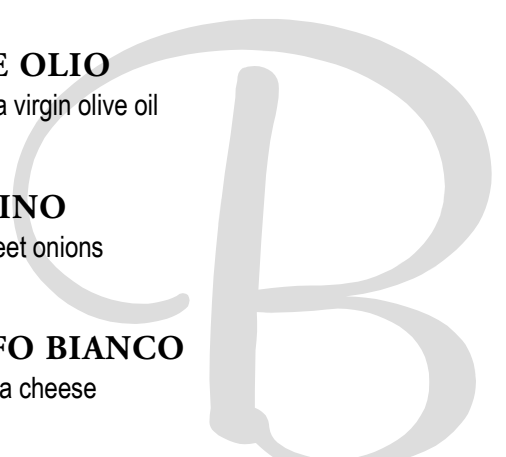 E OLIO
a virgin olive oil
INO
eet onions
FO BIANCO
a cheese
B